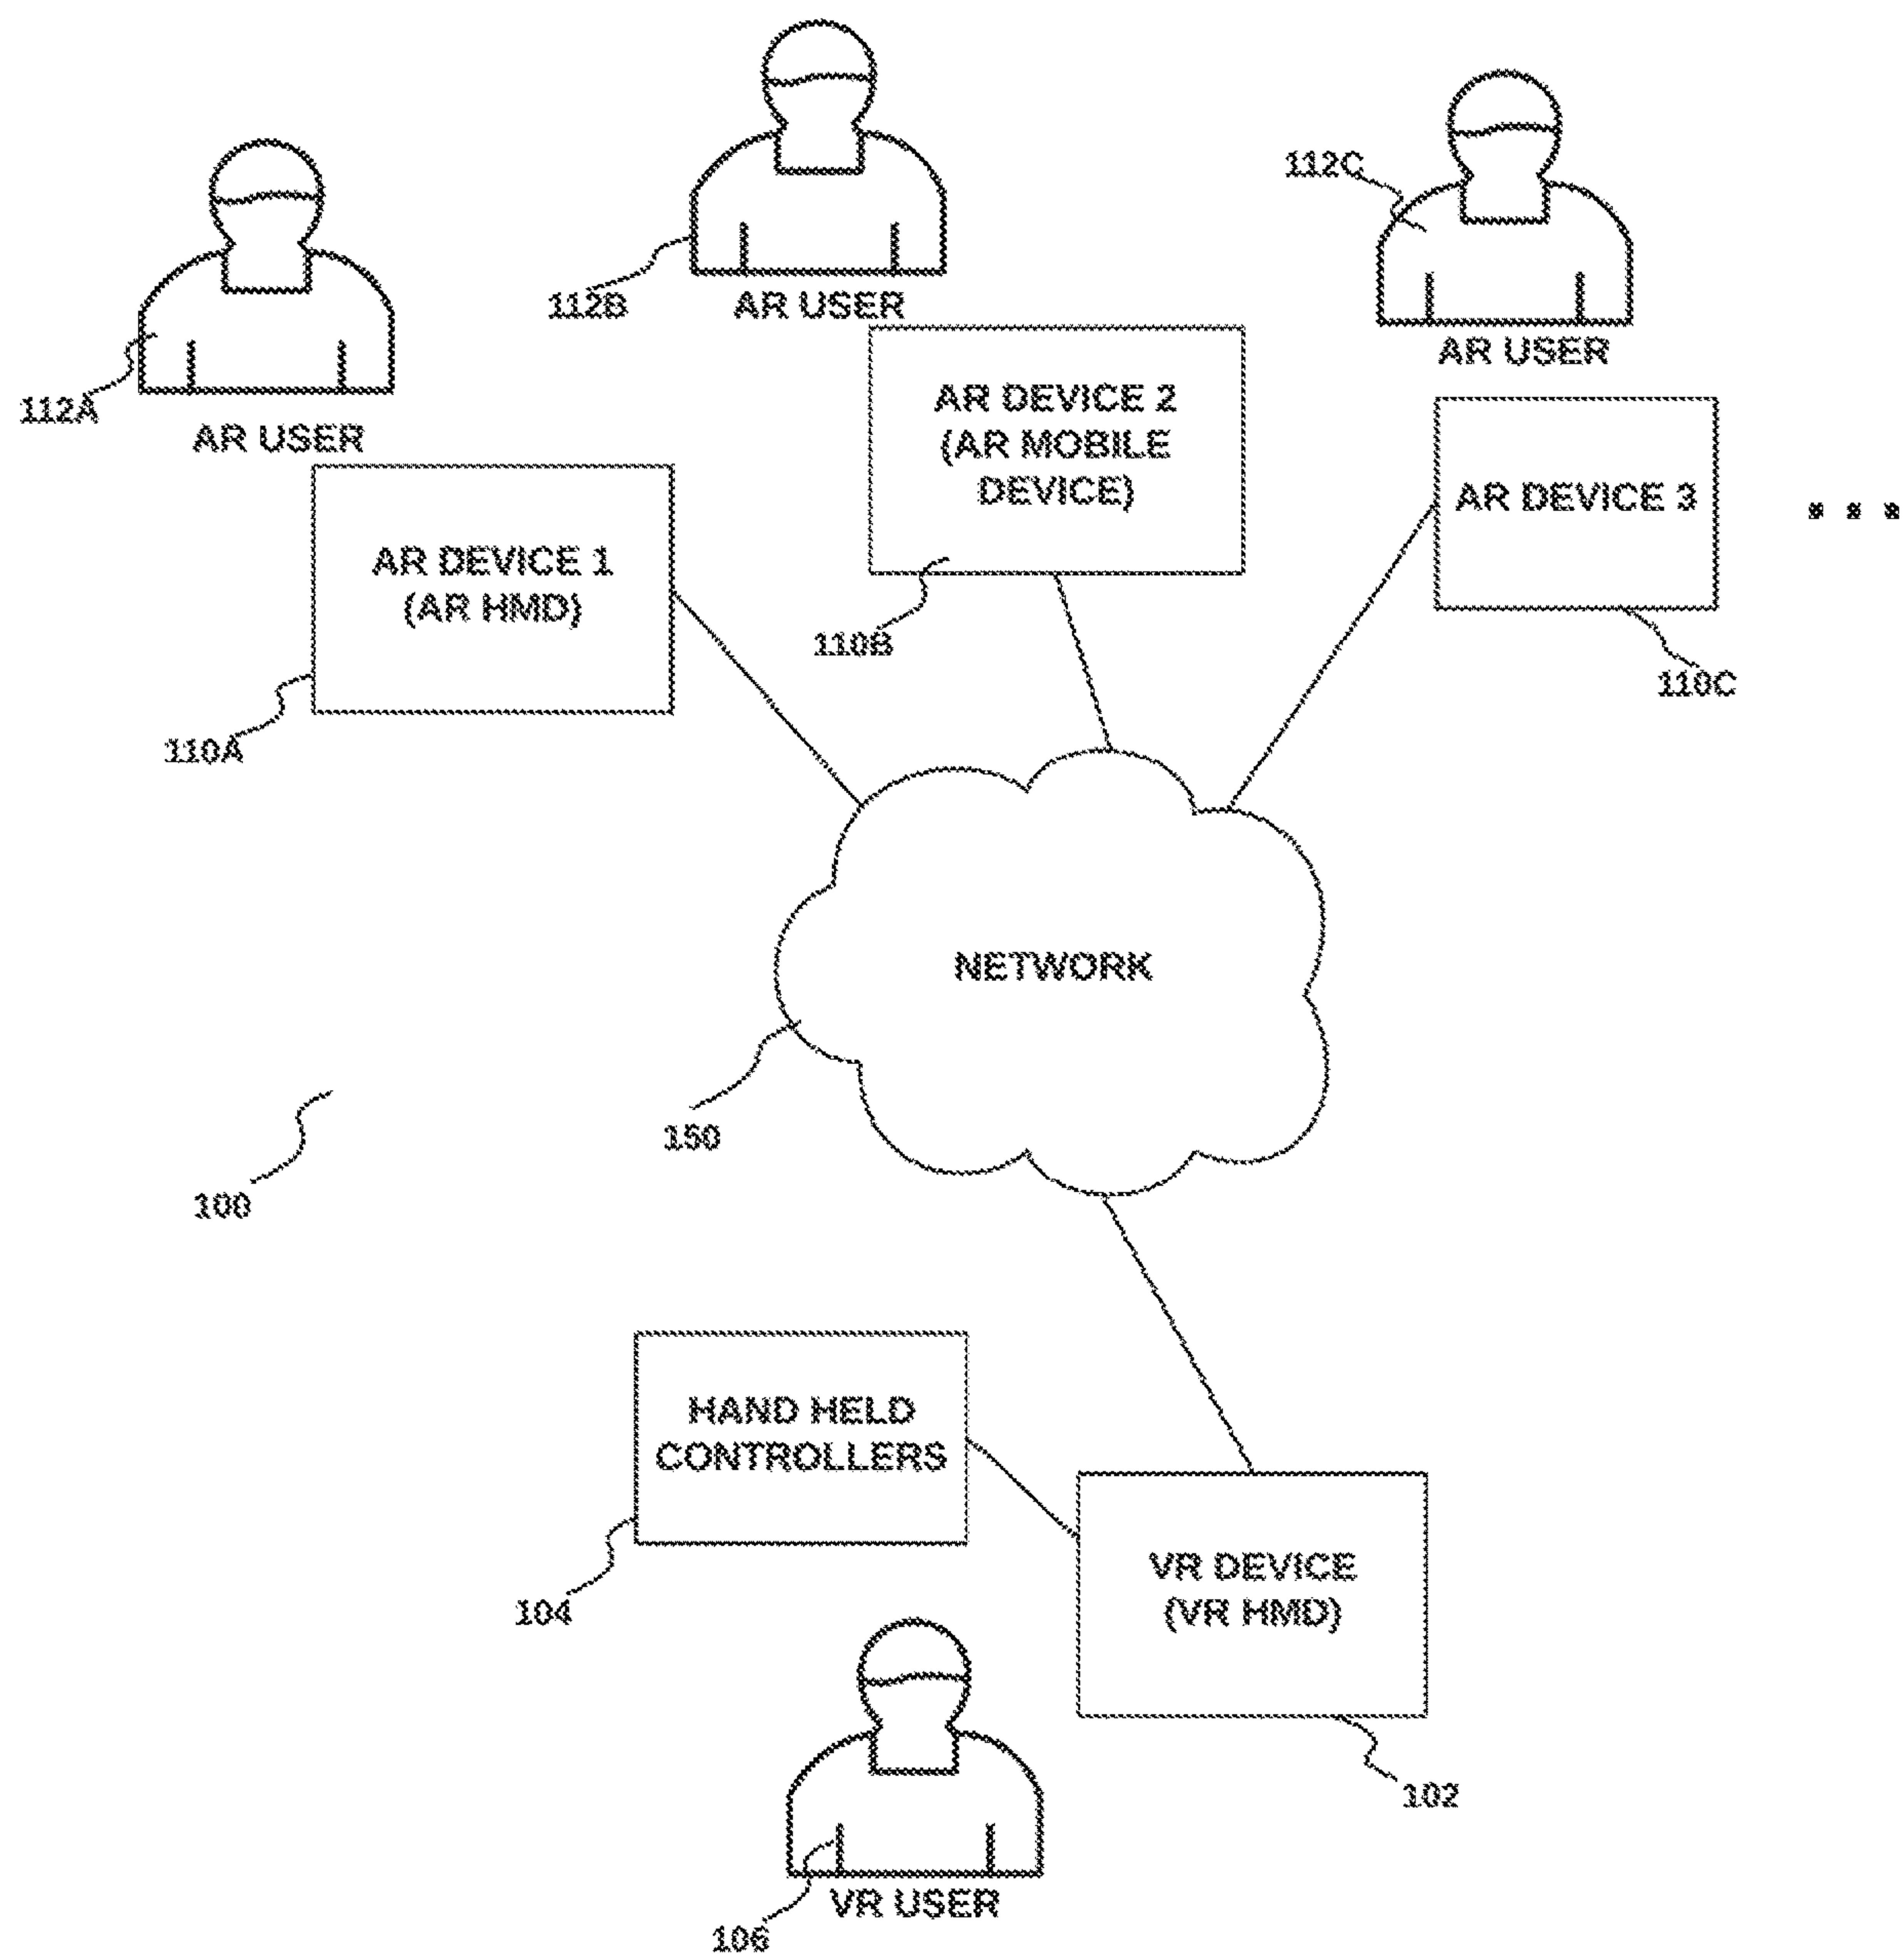 112C
112B
AR USER
112A
AR USER
AR USER
AR DEVICE 2
(AR MOBILE
DEVICE)
AR DEVICE 3
...
AR DEVICE 1
(AR HMD)
110B
110C
110A
NETWORK
150
100
HAND HELD
CONTROLLERS
VR DEVICE
(VR HMD)
104
102
VR USER
106